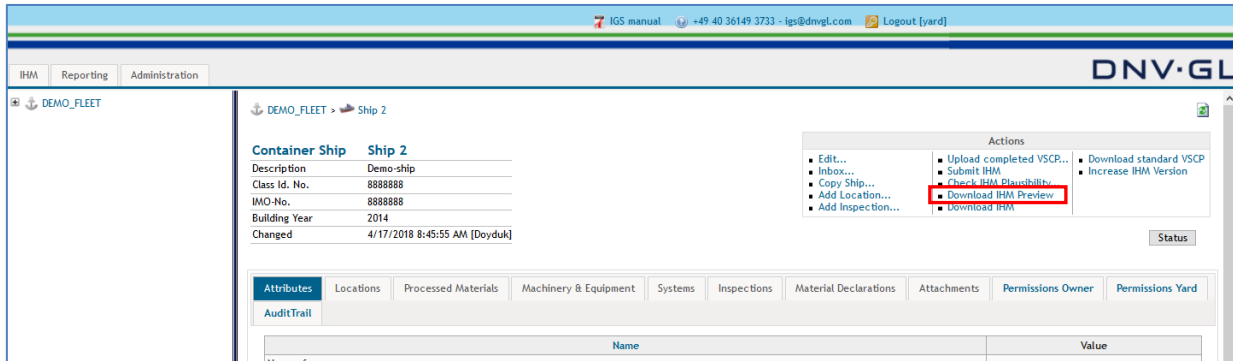 IGS manual +49 40 36149 3733 - igs@dnvgl.com Logout [yard]
IHM Reporting Administration
DNV·GL
DEMO_FLEET
DEMO_FLEET > Ship 2
Container Ship Ship 2
Description Demo-ship
Class Id. No. 8888888
IMO-No. 8888888
Building Year 2014
Changed 4/17/2018 8:45:55 AM [Doyduk]
Actions
Edit...
Inbox...
Copy Ship...
Add Location...
Add Inspection...
Upload completed VSCP...
Submit IHM
Check IHM Plausibility...
Download IHM Preview
Download IHM
Download standard VSCP
Increase IHM Version
Status
Attributes Locations Processed Materials Machinery & Equipment Systems Inspections Material Declarations Attachments Permissions Owner Permissions Yard
AuditTrail
Name Value